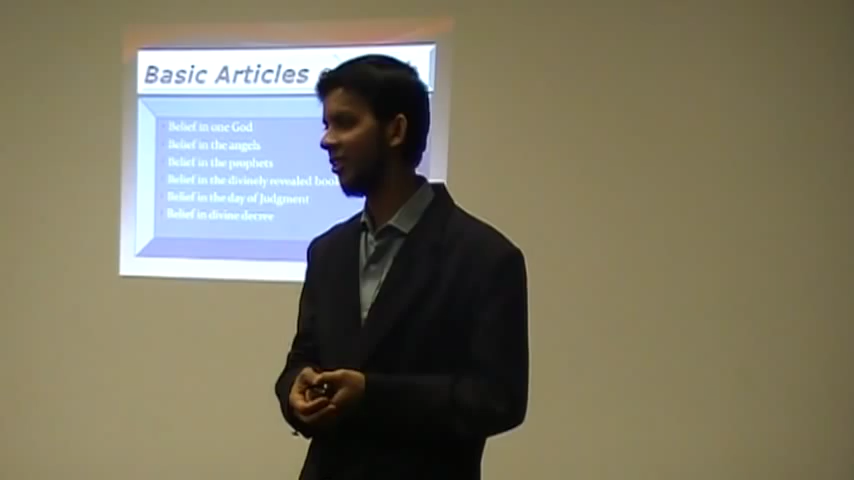 Basic Articles
Belief in one God
Belief in the angels
Belief in the prophets
Belief in the divinely revealed
Belief in the day of Judgment
Belief in divine decree